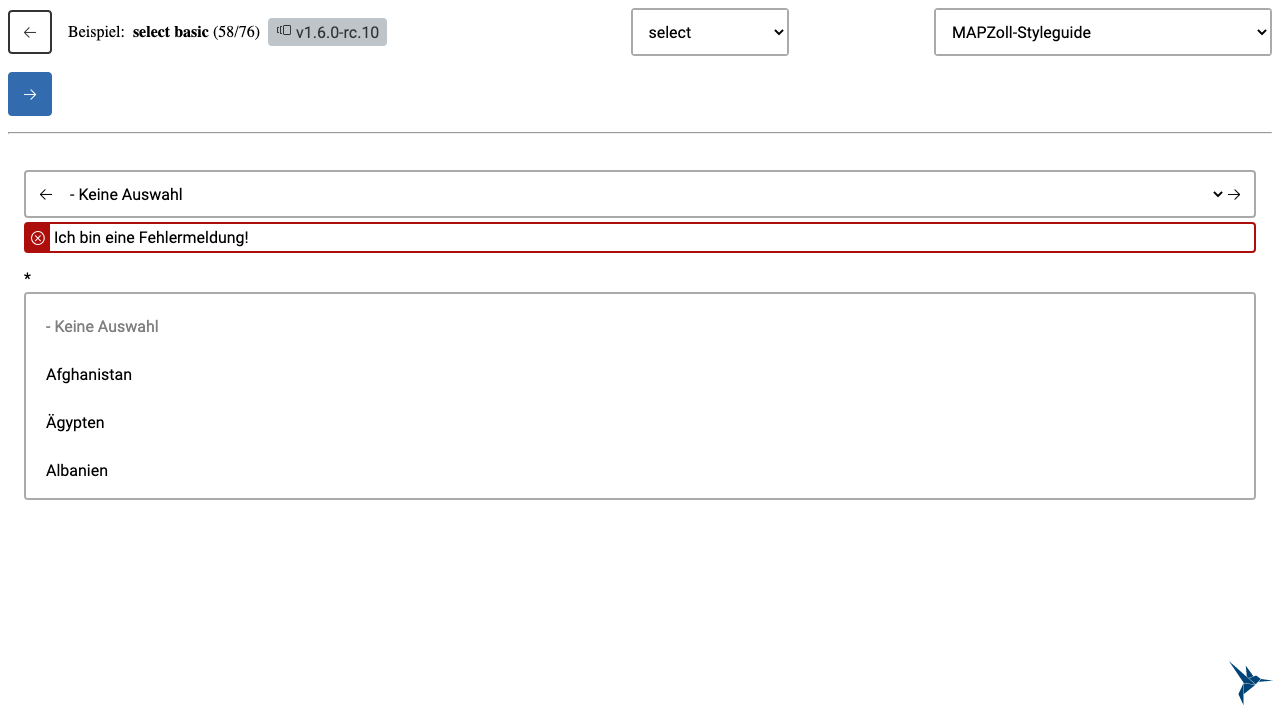 Beispiel: select basic (58/76) v1.6.0-rc.10 select MAPZoll-Styleguide
- Keine Auswahl
Ich bin eine Fehlermeldung!
*
- Keine Auswahl
Afghanistan
Ägypten
Albanien